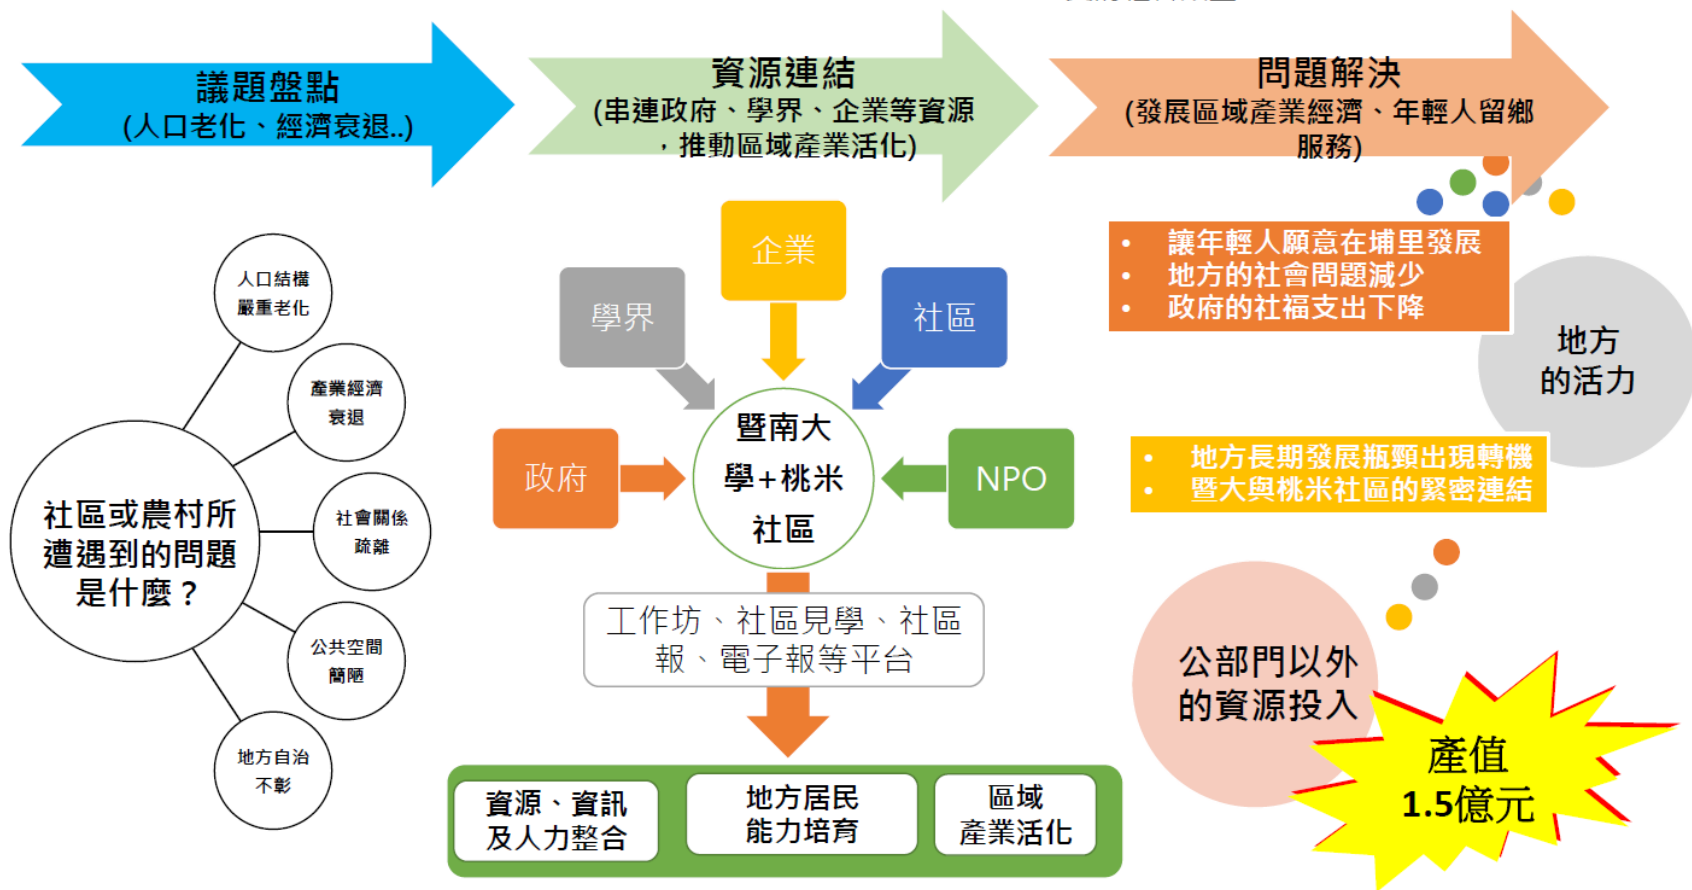 議題盤點
(人口老化、經濟衰退..)
資源連結
(串連政府、學界、企業等資源
，推動區域產業活化)
問題解決
(發展區域產業經濟、年輕人留鄉
服務)
社區或農村所
遭遇到的問題
是什麼？
人口結構
嚴重老化
產業經濟
衰退
社會關係
疏離
公共空間
簡陋
地方自治
不彰
政府
學界
企業
社區
NPO
暨南大
學+桃米
社區
工作坊、社區見學、社區
報、電子報等平台
資源、資訊
及人力整合
地方居民
能力培育
區域
產業活化
• 讓年輕人願意在埔里發展
• 地方的社會問題減少
• 政府的社福支出下降
地方
的活力
• 地方長期發展瓶頸出現轉機
• 暨大與桃米社區的緊密連結
公部門以外
的資源投入
產值
1.5億元